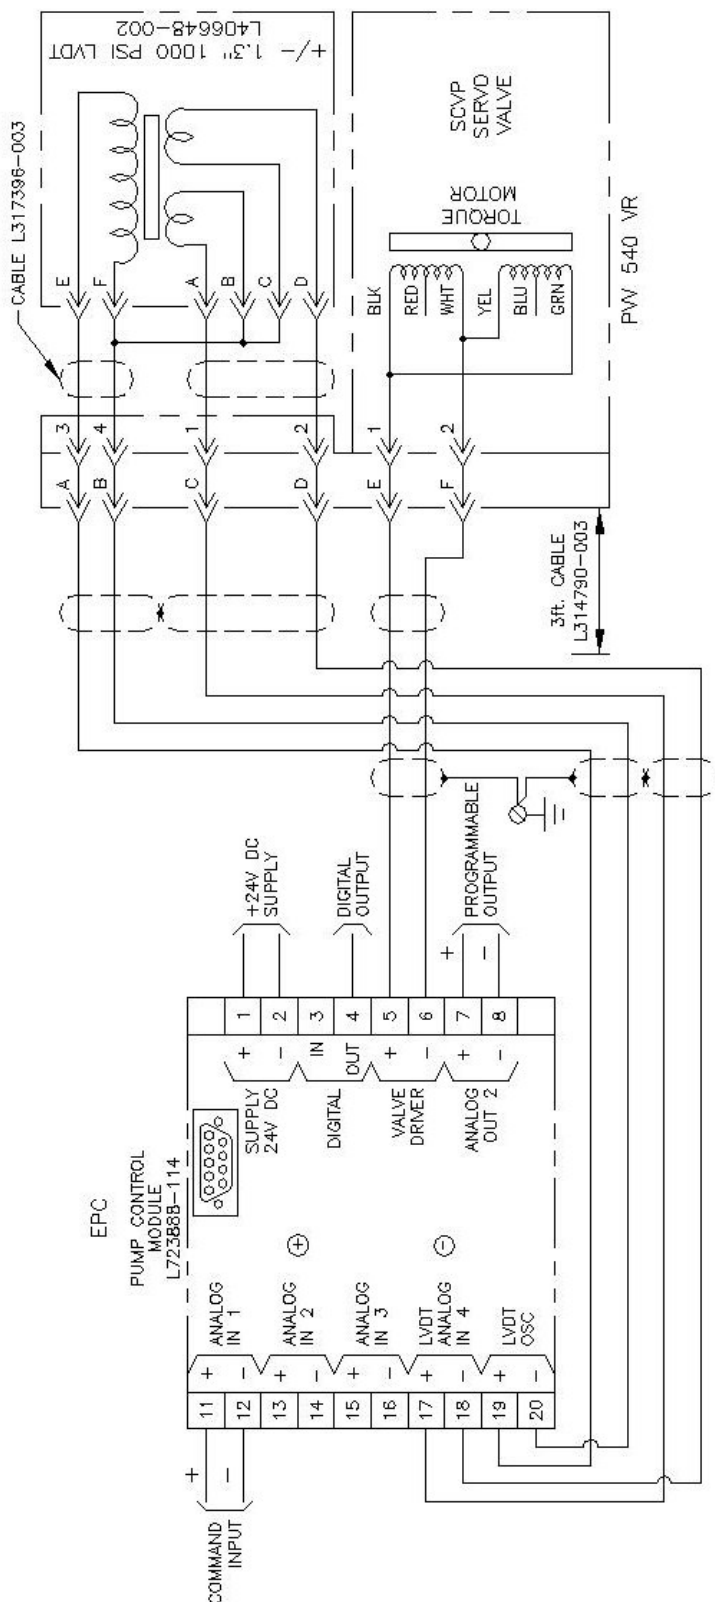 +/- 1.3" 1000 PSI LVDT
L406648-002
CABLE L317396-003
E
F
A
B
C
D
SCVP
SERVO
VALVE
TORQUE
MOTOR
BLK
RED
WHT
YEL
BLU
GRN
PVV 540 VR
3
4
1
2
1
2
A
B
C
D
E
F
3ft. CABLE
L314790-003
+24V DC
SUPPLY
DIGITAL
OUTPUT
PROGRAMMABLE
OUTPUT
+
-
1
2
3
4
5
6
7
8
+
-
IN
OUT
+
-
+
-
SUPPLY
24V DC
DIGITAL
VALVE
DRIVER
ANALOG
OUT 2
EPC
PUMP CONTROL
MODULE
L723888-114
+
-
ANALOG
IN 1
ANALOG
IN 2
ANALOG
IN 3
LVDT
ANALOG
IN 4
LVDT
OSC
+
-
+
-
+
-
+
-
+
-
11
12
13
14
15
16
17
18
19
20
+
-
COMMAND
INPUT